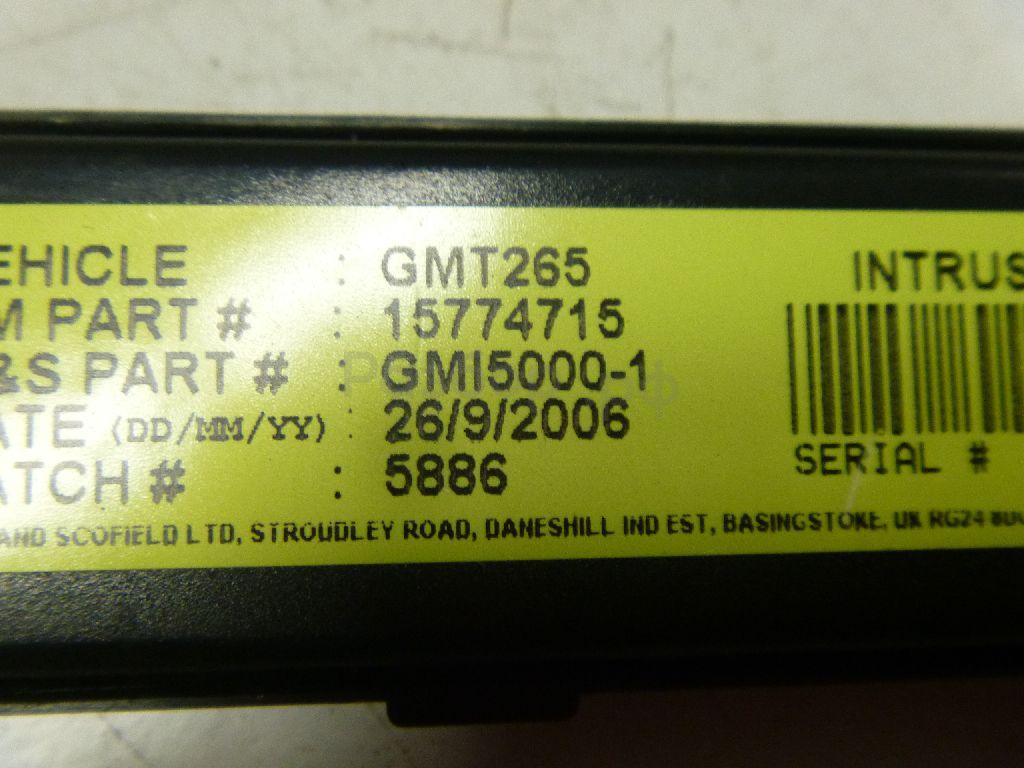 EHICLE : GMT265
M PART # : 15774715
&S PART # : GMI5000-1
ATE (DD/MM/YY) : 26/9/2006
ATCH # : 5886
INTRUS
SERIAL #
AND SCOFIELD LTD, STROUDLEY ROAD, DANESHILL IND EST, BASINGSTOKE, UK RG24